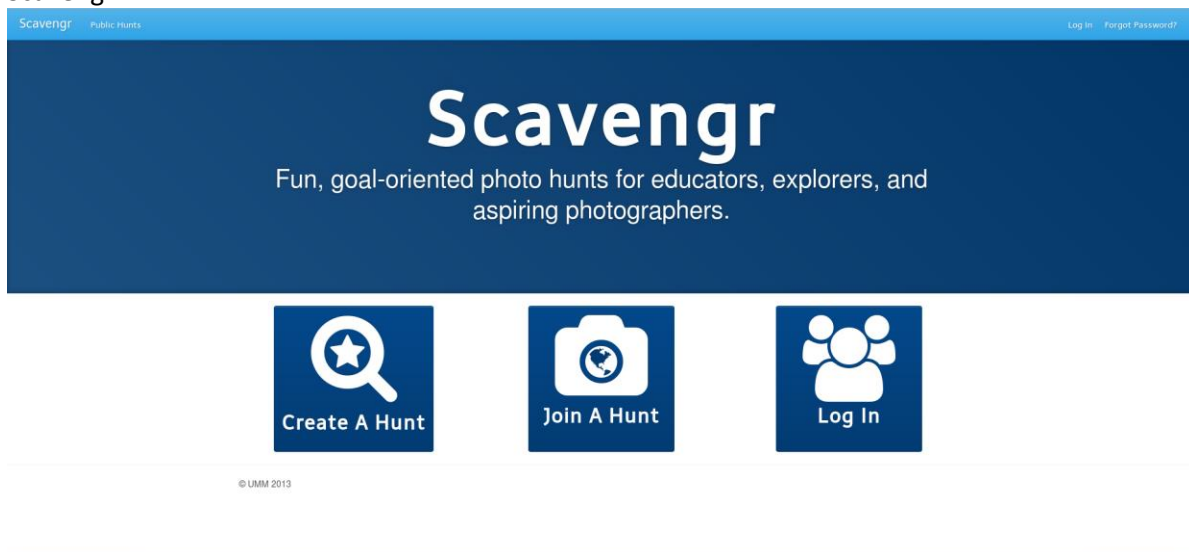 Scavengr Public Hunts Log In Forgot Password?
Scavengr
Fun, goal-oriented photo hunts for educators, explorers, and
aspiring photographers.
Create A Hunt
Join A Hunt
Log In
© UMM 2013